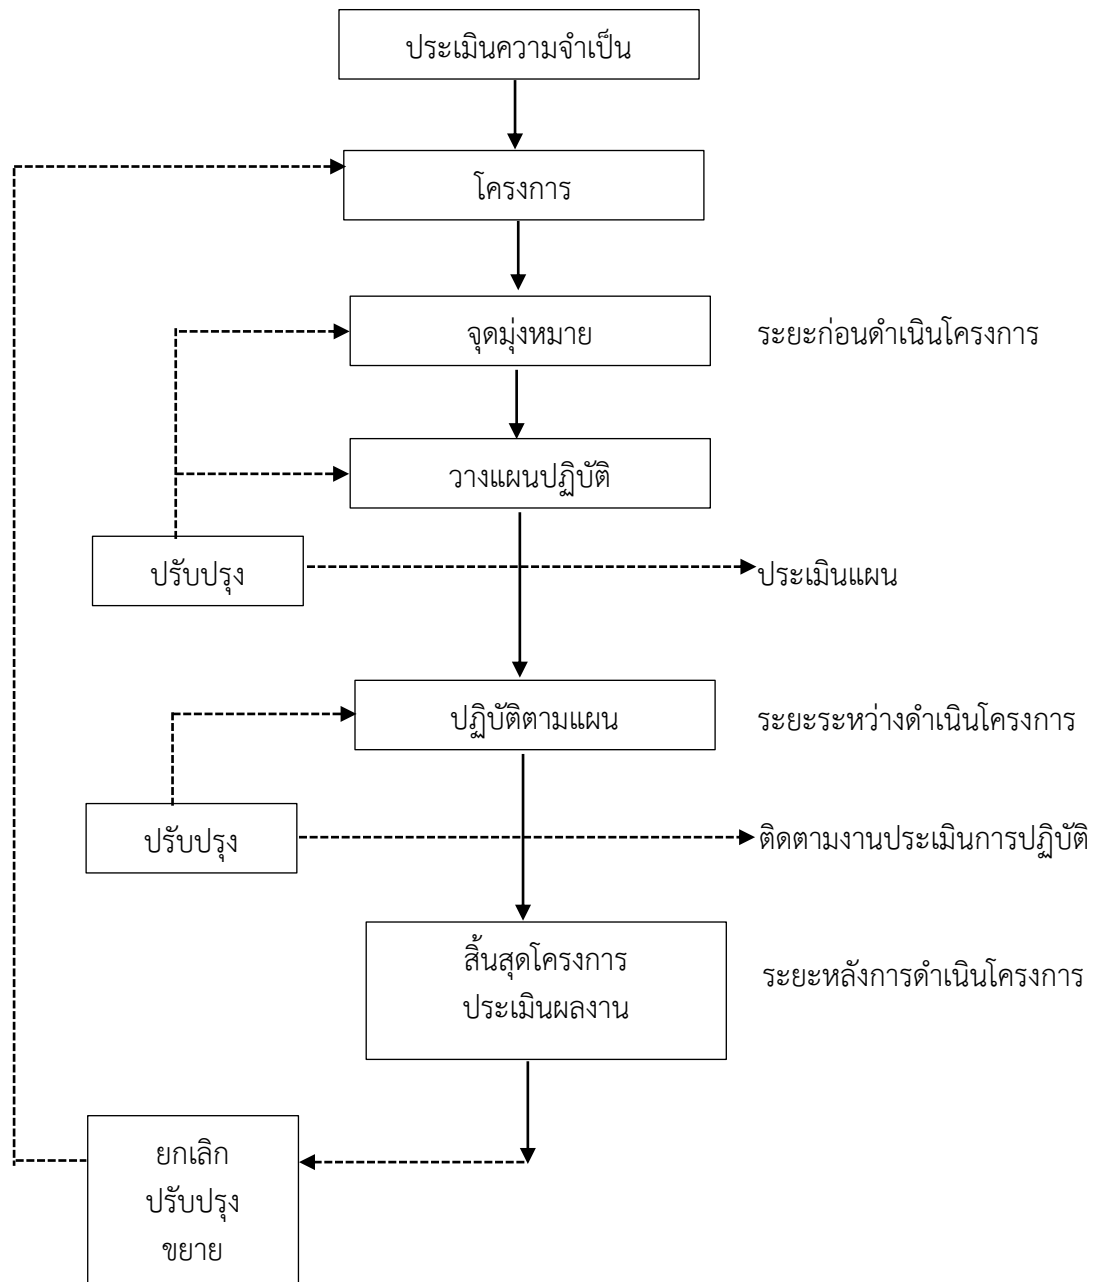 ประเมินความจำเป็น
โครงการ
จุดมุ่งหมาย
ระยะก่อนดำเนินโครงการ
วางแผนปฏิบัติ
ปรับปรุง
ประเมินแผน
ปฏิบัติตามแผน
ระยะระหว่างดำเนินโครงการ
ปรับปรุง
ติดตามงานประเมินการปฏิบัติ
สิ้นสุดโครงการ
ประเมินผลงาน
ระยะหลังการดำเนินโครงการ
ยกเลิก
ปรับปรุง
ขยาย